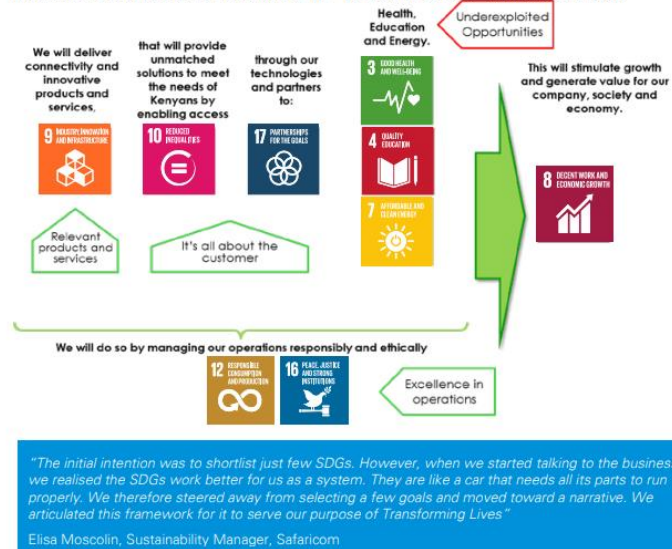 We will deliver
connectivity and
innovative
products and
services,
9 INDUSTRY, INNOVATION
AND INFRASTRUCTURE
that will provide
unmatched
solutions to meet
the needs of
Kenyans by
enabling access
10 REDUCED
INEQUALITIES
through our
technologies
and partners
to:
17 PARTNERSHIPS
FOR THE GOALS
Health,
Education
and Energy.
3 GOOD HEALTH
AND WELL-BEING
4 QUALITY
EDUCATION
7 AFFORDABLE AND
CLEAN ENERGY
Underexploited
Opportunities
This will stimulate growth
and generate value for our
company, society and
economy.
8 DECENT WORK AND
ECONOMIC GROWTH
Relevant
products and
services
It's all about the
customer
We will do so by managing our operations responsibly and ethically
12 RESPONSIBLE
CONSUMPTION
AND PRODUCTION
16 PEACE, JUSTICE
AND STRONG
INSTITUTIONS
Excellence in
operations
"The initial intention was to shortlist just few SDGs. However, when we started talking to the busines
we realised the SDGs work better for us as a system. They are like a car that needs all its parts to run
properly. We therefore steered away from selecting a few goals and moved toward a narrative. We
articulated this framework for it to serve our purpose of Transforming Lives"
Elisa Moscolin, Sustainability Manager, Safaricom